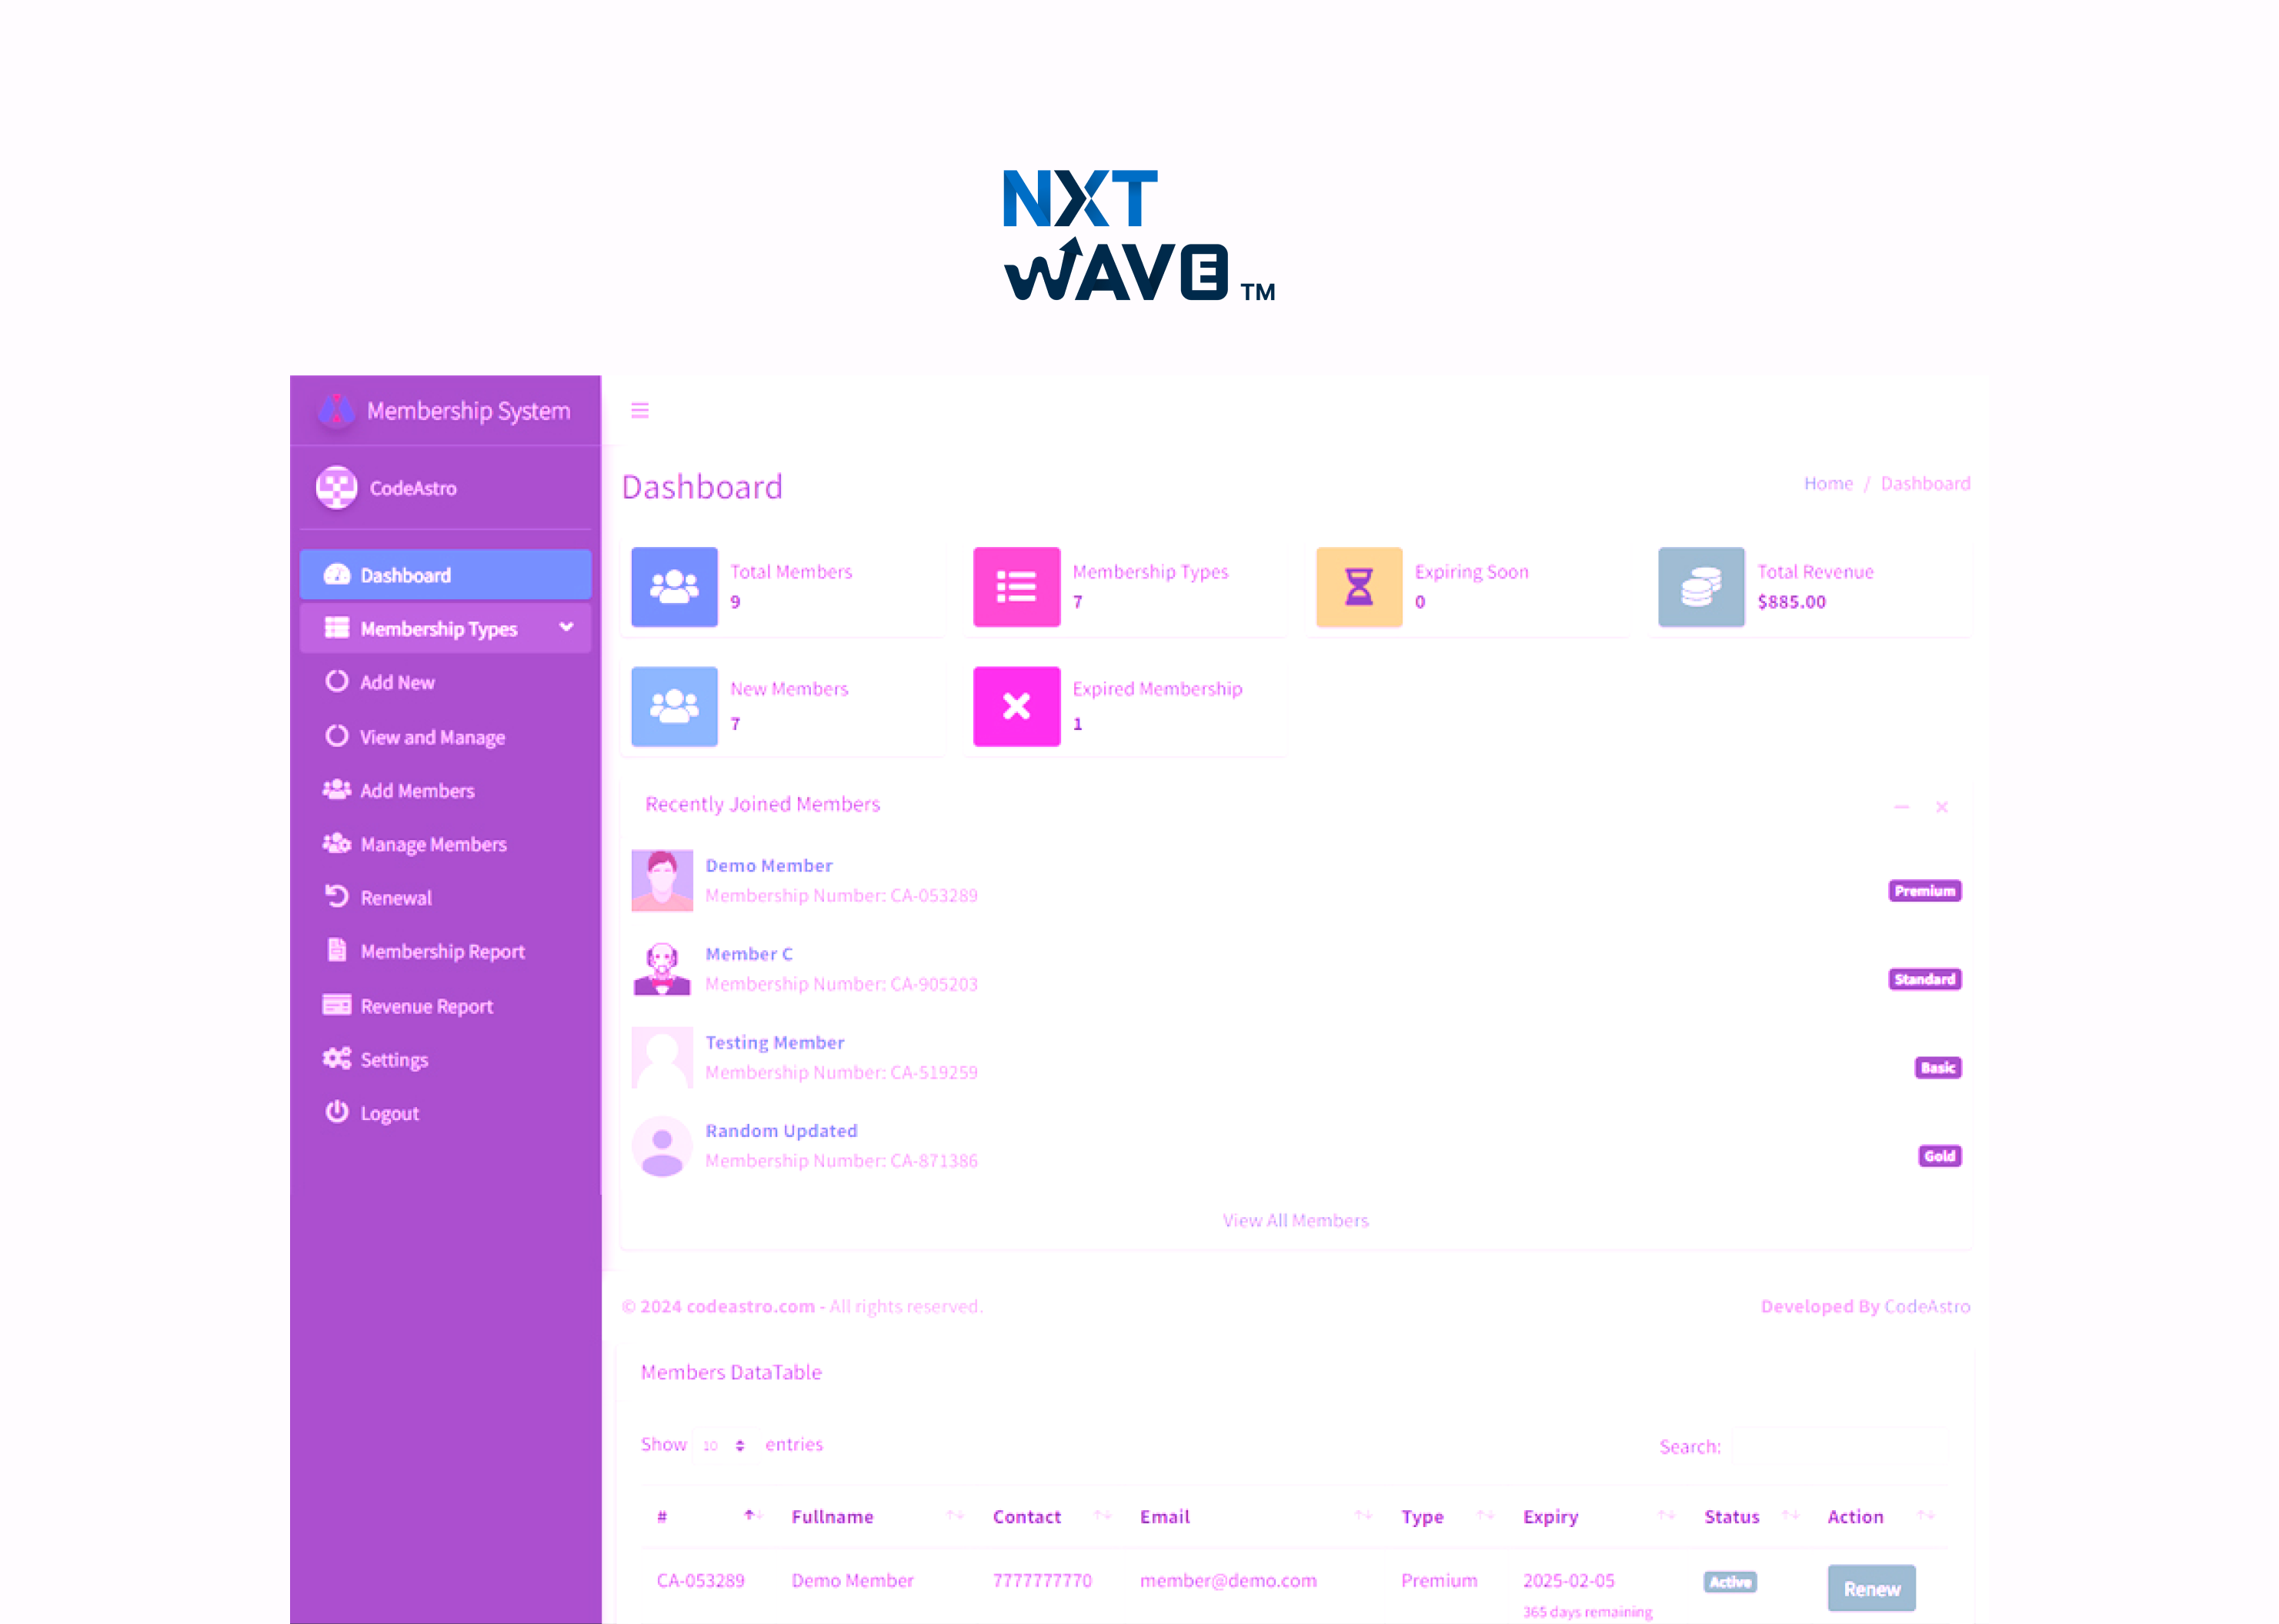 NXT
WAVE TM
Membership System
CodeAstro
Dashboard
Membership Types
Add New
View and Manage
Add Members
Manage Members
Renewal
Membership Report
Revenue Report
Settings
Logout
Dashboard
Home / Dashboard
Total Members
9
Membership Types
7
Expiring Soon
0
Total Revenue
$885.00
New Members
7
Expired Membership
1
Recently Joined Members
Demo Member
Membership Number: CA-053289
Premium
Member C
Membership Number: CA-905203
Standard
Testing Member
Membership Number: CA-519259
Basic
Random Updated
Membership Number: CA-871386
Gold
View All Members
© 2024 codeastro.com - All rights reserved.
Developed By CodeAstro
Members DataTable
Show 10 entries
Search:
# Fullname Contact Email Type Expiry Status Action
CA-053289 Demo Member 7777777770 member@demo.com Premium 2025-02-05 Active Renew
365 days remaining